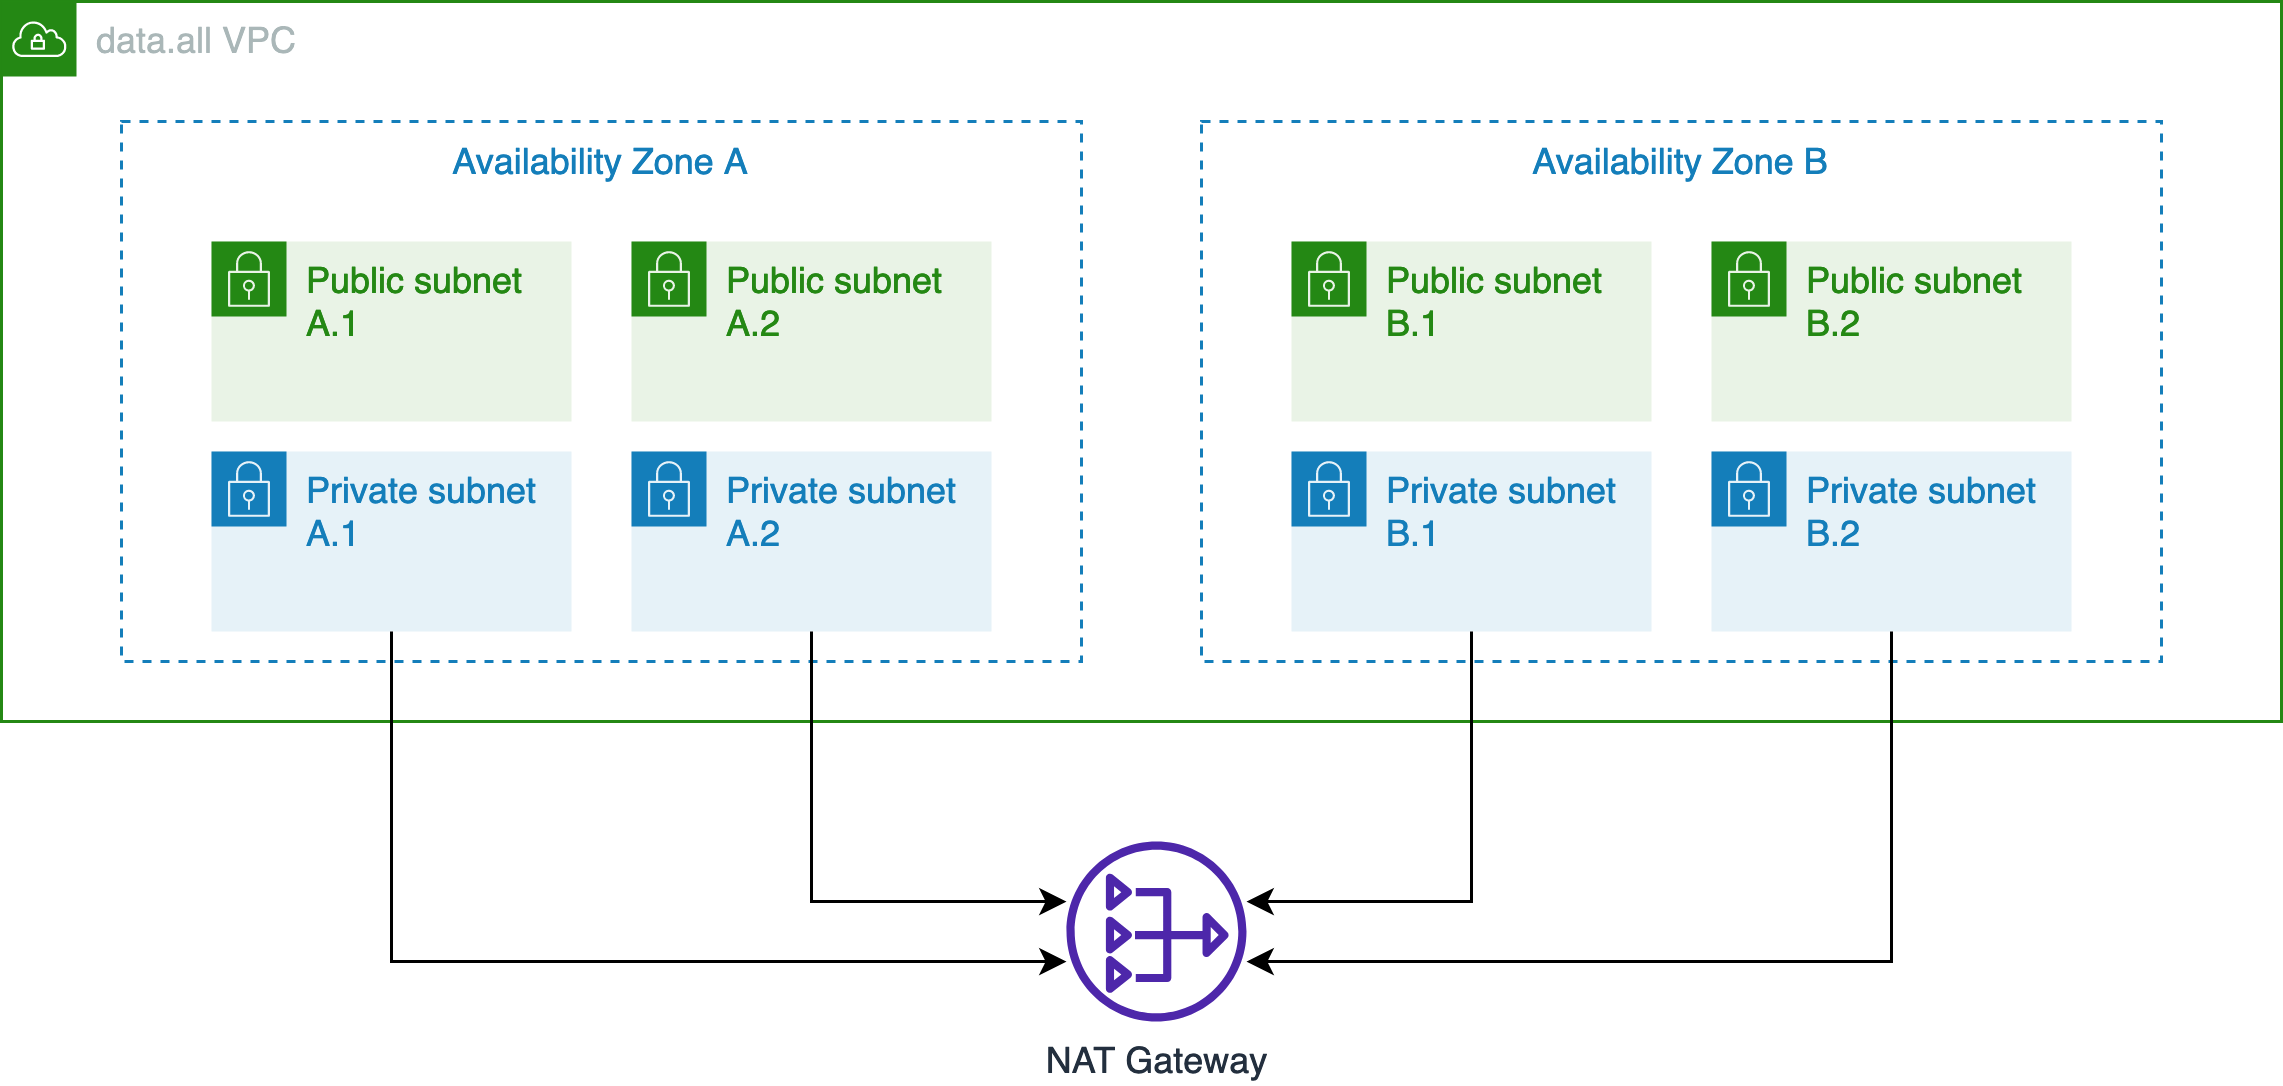 data.all VPC
Availability Zone A
Availability Zone B
Public subnet
A.1
Public subnet
A.2
Public subnet
B.1
Public subnet
B.2
Private subnet
A.1
Private subnet
A.2
Private subnet
B.1
Private subnet
B.2
NAT Gateway